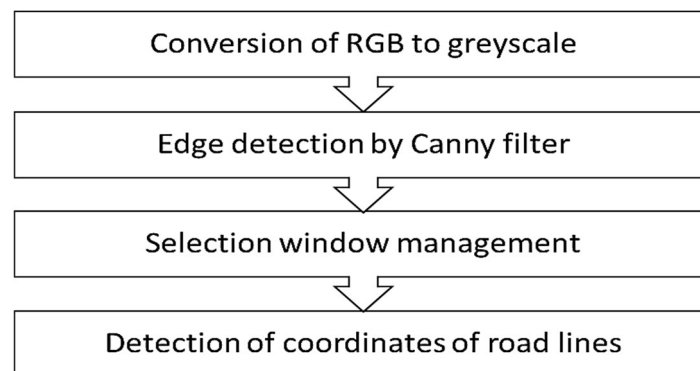 Conversion of RGB to greyscale
Edge detection by Canny filter
Selection window management
Detection of coordinates of road lines